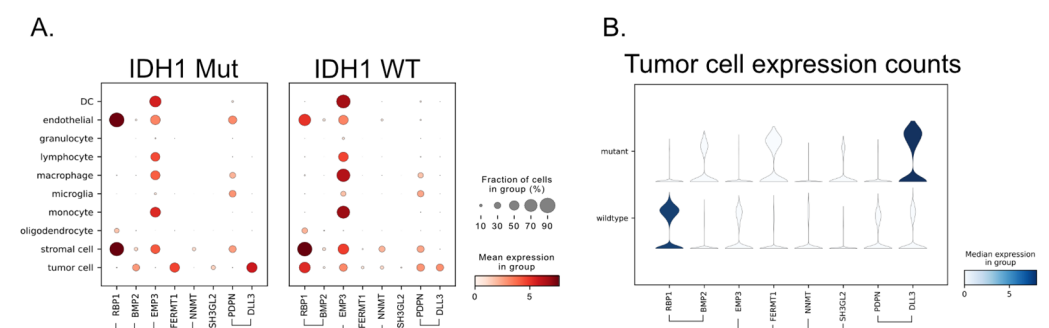 A.
B.
IDH1 Mut
IDH1 WT
Tumor cell expression counts
DC
endothelial
granulocyte
lymphocyte
macrophage
microglia
monocyte
oligodendrocyte
stromal cell
tumor cell
RBP1
BMP2
EMP3
FERMT1
NNMT
SH3GL2
PDPN
DLL3
RBP1
BMP2
EMP3
FERMT1
NNMT
SH3GL2
PDPN
DLL3
Fraction of cells
in group (%)
10 30 50 70 90
Mean expression
in group
0 5
mutant
wildtype
RBP1
BMP2
EMP3
FERMT1
NNMT
SH3GL2
PDPN
DLL3
Median expression
in group
0 5